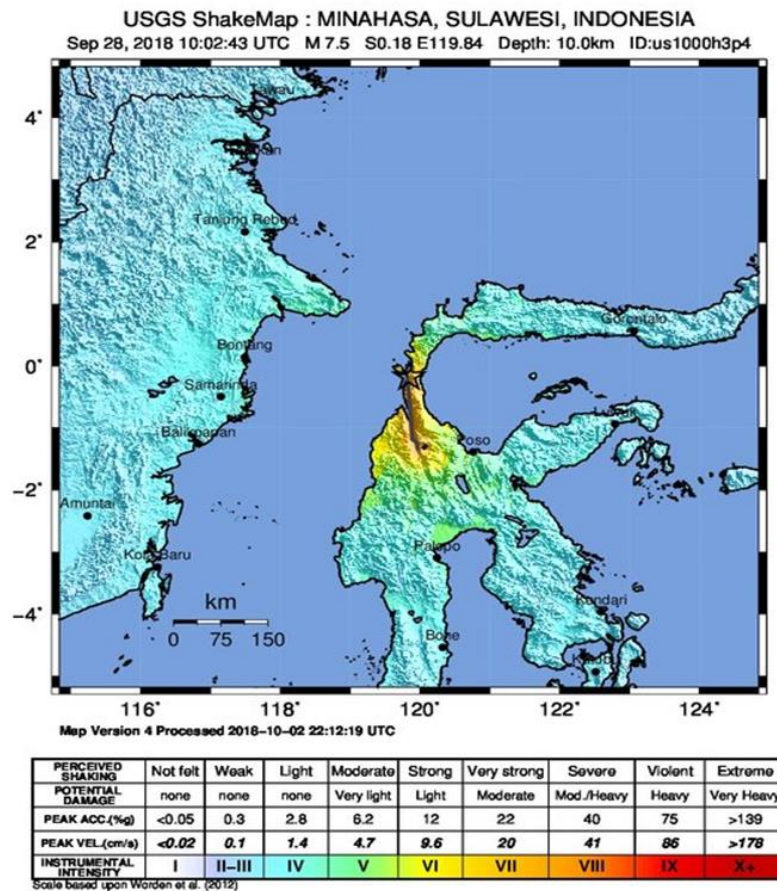 USGS ShakeMap : MINAHASA, SULAWESI, INDONESIA
Sep 28, 2018 10:02:43 UTC M 7.5 S0.18 E119.84 Depth: 10.0km ID:us1000h3p4
4°
Tanjung Redeb
2°
Gorontalo
0°
Bontang
Samarinda
Balikpapan
Poso
−2°
Amuntai
Palopo
Kota Baru
km
0 75 150
−4°
Kendari
Bone
116° 118° 120° 122° 124°
Map Version 4 Processed 2018-10-02 22:12:19 UTC
PERCEIVED SHAKING Not felt Weak Light Moderate Strong Very strong Severe Violent Extreme
POTENTIAL DAMAGE none none none Very light Light Moderate Mod./Heavy Heavy Very Heavy
PEAK ACC.(%g) <0.05 0.3 2.8 6.2 12 22 40 75 >139
PEAK VEL.(cm/s) <0.02 0.1 1.4 4.7 9.6 20 41 86 >178
INSTRUMENTAL INTENSITY I II–III IV V VI VII VIII IX X+
Scale based upon Worden et al. (2012)